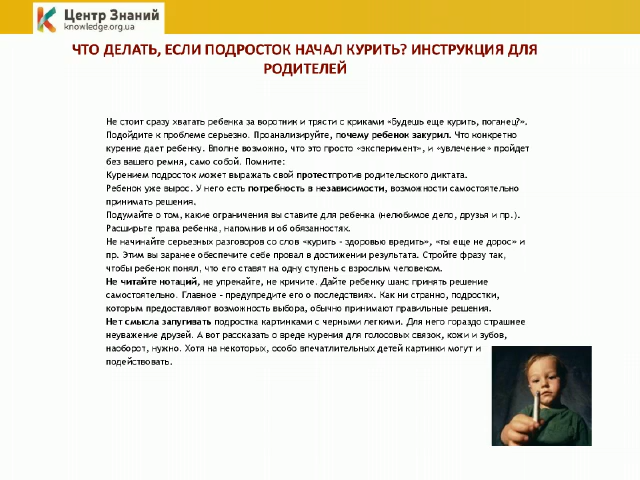 Центр Знаний
knowledge.org.ua
ЧТО ДЕЛАТЬ, ЕСЛИ ПОДРОСТОК НАЧАЛ КУРИТЬ? ИНСТРУКЦИЯ ДЛЯ
РОДИТЕЛЕЙ
Не стоит сразу хватать ребенка за воротник и трясти с криками «Будешь еще курить, поганец?».
Подойдите к проблеме серьезно. Проанализируйте, почему ребенок закурил. Что конкретно
курение дает ребенку. Вполне возможно, что это просто «эксперимент», и «увлечение» пройдет
без вашего ремня, само собой. Помните:
Курением подросток может выражать свой протестпротив родительского диктата.
Ребенок уже вырос. У него есть потребность в независимости, возможности самостоятельно
принимать решения.
Подумайте о том, какие ограничения вы ставите для ребенка (нелюбимое дело, друзья и пр.).
Расширьте права ребенка, напомнив и об обязанностях.
Не начинайте серьезных разговоров со слов «курить - здоровью вредить», «ты еще не дорос» и
пр. Этим вы заранее обеспечите себе провал в достижении результата. Стройте фразу так,
чтобы ребенок понял, что его ставят на одну ступень с взрослым человеком.
Не читайте нотаций, не упрекайте, не кричите. Дайте ребенку шанс принять решение
самостоятельно. Главное - предупредите его о последствиях. Как ни странно, подростки,
которым предоставляют возможность выбора, обычно принимают правильные решения.
Нет смысла запугивать подростка картинками с черными легкими. Для него гораздо страшнее
неуважение друзей. А вот рассказать о вреде курения для голосовых связок, кожи и зубов,
наоборот, нужно. Хотя на некоторых, особо впечатлительных детей картинки могут и
подействовать.